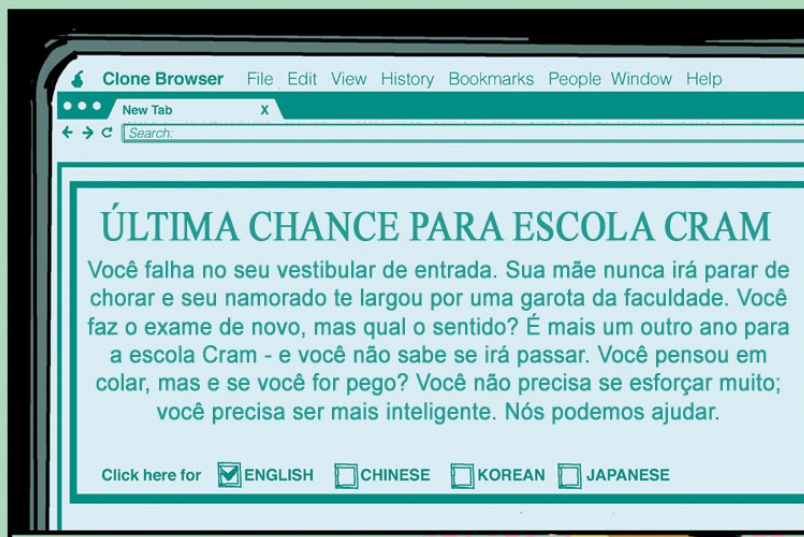 Clone Browser File Edit View History Bookmarks People Window Help
New Tab X
Search:
ÚLTIMA CHANCE PARA ESCOLA CRAM
Você falha no seu vestibular de entrada. Sua mãe nunca irá parar de
chorar e seu namorado te largou por uma garota da faculdade. Você
faz o exame de novo, mas qual o sentido? É mais um outro ano para
a escola Cram - e você não sabe se irá passar. Você pensou em
colar, mas e se você for pego? Você não precisa se esforçar muito;
você precisa ser mais inteligente. Nós podemos ajudar.
Click here for ENGLISH CHINESE KOREAN JAPANESE